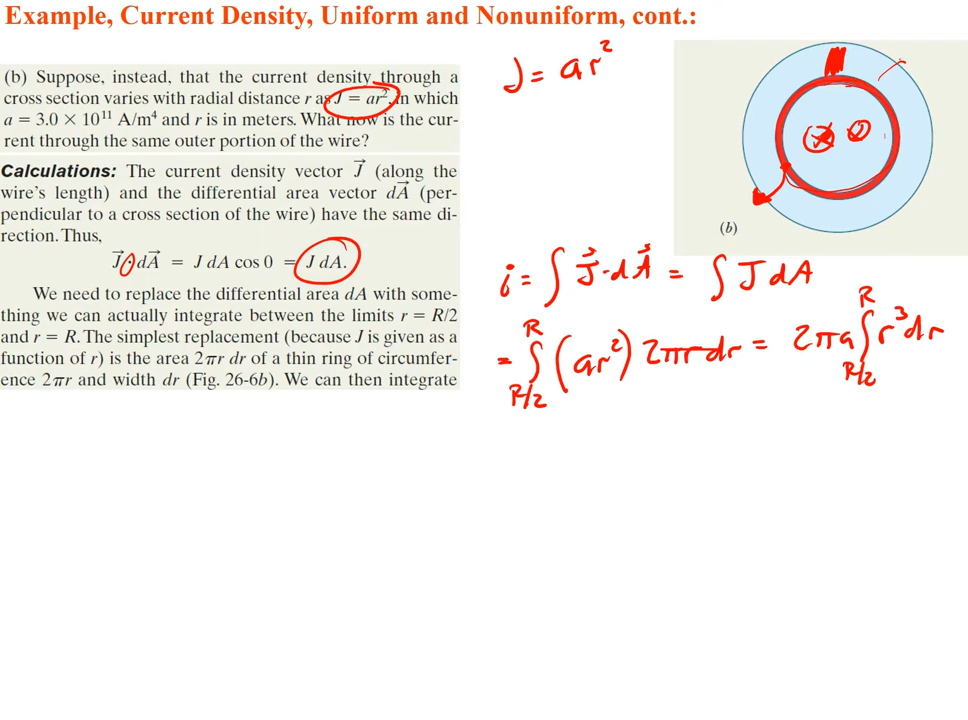 Example, Current Density, Uniform and Nonuniform, cont.:
(b) Suppose, instead, that the current density through a
cross section varies with radial distance r as J = ar², in which
a = 3.0 × 10¹¹ A/m⁴ and r is in meters. What now is the cur-
rent through the same outer portion of the wire?
Calculations: The current density vector J⃗ (along the
wire's length) and the differential area vector dA⃗ (per-
pendicular to a cross section of the wire) have the same di-
rection. Thus,
J⃗ · dA⃗ = J dA cos 0 = J dA.
We need to replace the differential area dA with some-
thing we can actually integrate between the limits r = R/2
and r = R. The simplest replacement (because J is given as a
function of r) is the area 2πr dr of a thin ring of circumfer-
ence 2πr and width dr (Fig. 26-6b). We can then integrate
J = ar²
(b)
i = ∫ J⃗ · dA⃗ = ∫ J dA
= ∫_{R/2}^{R} (ar²) 2πr dr = 2πa ∫_{R/2}^{R} r³ dr